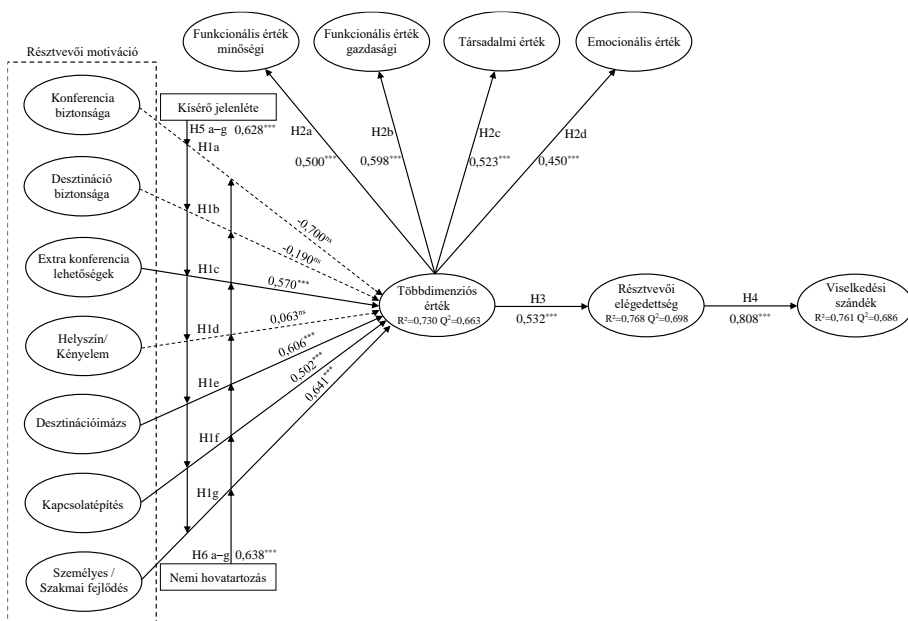 Funkcionális érték
minőségi
Funkcionális érték
gazdasági
Társadalmi érték
Emocionális érték
Résztvevői motiváció
Konferencia
biztonsága
Kísérő jelenléte
H5 a–g 0,628***
H1a
H2a
0,500***
H2b
0,598***
H2c
0,523***
H2d
0,450***
Desztináció
biztonsága
H1b
-0,700ns
-0,190ns
Extra konferencia
lehetőségek
H1c
0,570***
Többdimenziós
érték
R²=0,730 Q²=0,663
H3
0,532***
Résztvevői
elégedettség
R²=0,768 Q²=0,698
H4
0,808***
Viselkedési
szándék
R²=0,761 Q²=0,686
Helyszín/
Kényelem
H1d
0,063ns
H1e
0,606***
0,502***
0,641***
Desztinációimázs
H1f
Kapcsolatépítés
H1g
H6 a–g 0,638***
Nemi hovatartozás
Személyes /
Szakmai fejlődés